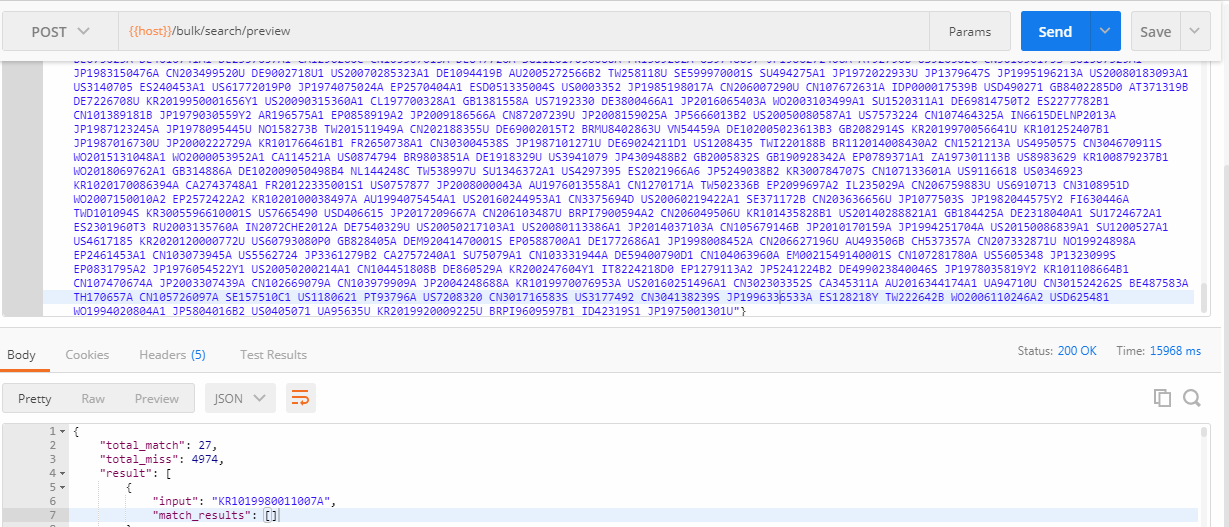 POST
{{host}}/bulk/search/preview
Params
Send
Save
JP1983150476A CN203499520U DE9002718U1 US20070285323A1 DE1094419B AU2005272566B2 TW258118U SE599970001S SU494275A1 JP1972022933U JP1379647S JP1995196213A US20080183093A1
US3140705 ES240453A1 US61772019P0 JP1974075024A EP2570404A1 ESD051335004S US0003352 JP1985198017A CN206007290U CN107672631A IDP000017539B USD490271 GB8402285D0 AT371319B
DE7226708U KR2019950001656Y1 US20090315360A1 CL197700328A1 GB1381558A US7192330 DE3800466A1 JP2016065403A WO2003103499A1 SU1520311A1 DE69814750T2 ES2277782B1
CN101389181B JP1979030559Y2 AR196575A1 EP0858919A2 JP2009186566A CN87207239U JP2008159025A JP5666013B2 US20050080587A1 US7573224 CN107464325A IN6615DELNP2013A
JP1987123245A JP1978095445U NO158273B TW201511949A CN202188355U DE69002015T2 BRMU8402863U VN54459A DE102005023613B3 GB2082914S KR2019970056641U KR101252407B1
JP1987016730U JP2000222729A KR101766461B1 FR2650738A1 CN303004538S JP1987101271U DE69024211D1 US1208435 TWI220188B BR112014008430A2 CN1521213A US4950575 CN304670911S
WO2015131048A1 WO2000053952A1 CA114521A US0874794 BR9803851A DE1918329U US3941079 JP4309488B2 GB2005832S GB190928342A EP0789371A1 ZA197301113B US8983629 KR100879237B1
WO2018069762A1 GB314886A DE102009050498B4 NL144248C TW538997U SU1346372A1 US4297395 ES2021966A6 JP5249038B2 KR300784707S CN107133601A US9116618 US0346923
KR1020170086394A CA2743748A1 FR20122335001S1 US0757877 JP2008000043A AU1976013558A1 CN1270171A TW502336B EP2099697A2 IL235029A CN206759883U US6910713 CN3108951D
WO2007150010A2 EP2572422A2 KR1020100038497A AU1994075454A1 US20160244953A1 CN3375694D US20060219422A1 SE371172B CN203636656U JP1077503S JP1982044575Y2 FI630446A
TWD101094S KR3005596610001S US7665490 USD406615 JP2017209667A CN206103487U BRPI7900594A2 CN206049506U KR101435828B1 US20140288821A1 GB184425A DE2318040A1 SU1724672A1
ES2301960T3 RU2003135760A IN2072CHE2012A DE7540329U US20050217103A1 US20080113386A1 JP2014037103A CN105679146B JP2010170159A JP1994251704A US20150086839A1 SU1200527A1
US4617185 KR2020120000772U US60793080P0 GB828405A DEM92041470001S EP0588700A1 DE1772686A1 JP1998008452A CN206627196U AU493506B CH537357A CN207332871U NO19924898A
EP2461453A1 CN103073945A US5562724 JP3361279B2 CA2757240A1 SU75079A1 CN103331944A DE59400790D1 CN104063960A EM0021549140001S CN107281780A US5605348 JP1323099S
EP0831795A2 JP1976054522Y1 US20050200214A1 CN104451808B DE860529A KR200247604Y1 IT8224218D0 EP1279113A2 JP5241224B2 DE499023840046S JP1978035819Y2 KR101108664B1
CN107470674A JP2003307439A CN102669079A CN103979909A JP2004248688A KR1019970076953A US20160251496A1 CN302303352S CA345311A AU2016344174A1 UA94710U CN301524262S BE487583A
TH170657A CN105726097A SE157510C1 US1180621 PT93796A US7208320 CN301716583S US3177492 CN304138239S JP1996336533A ES128218Y TW222642B WO2006110246A2 USD625481
WO1994020804A1 JP5804016B2 US0405071 UA95635U KR2019920009225U BRPI9609597B1 ID42319S1 JP1975001301U"}
Body
Cookies
Headers (5)
Test Results
Status: 200 OK
Time: 15968 ms
Pretty
Raw
Preview
JSON
1 {
2 "total_match": 27,
3 "total_miss": 4974,
4 "result": [
5 {
6 "input": "KR1019980011007A",
7 "match_results": []